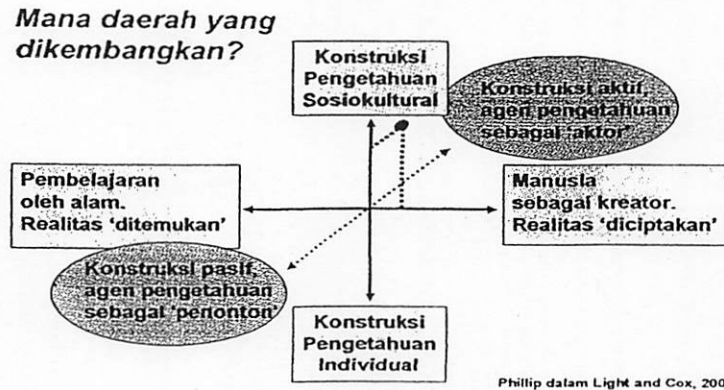 Mana daerah yang
dikembangkan?
Konstruksi
Pengetahuan
Sosiokultural
Konstruksi aktif,
agen pengetahuan
sebagai 'aktor'
Pembelajaran
oleh alam.
Realitas 'ditemukan'
Manusia
sebagai kreator.
Realitas 'diciptakan'
Konstruksi pasif,
agen pengetahuan
sebagai 'penonton'
Konstruksi
Pengetahuan
Individual
Phillip dalam Light and Cox, 200